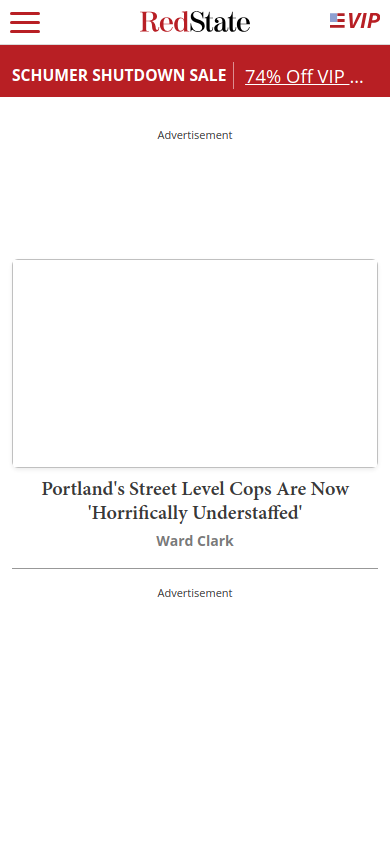 RedState
VIP
SCHUMER SHUTDOWN SALE
74% Off VIP ...
Advertisement
Portland's Street Level Cops Are Now
'Horrifically Understaffed'
Ward Clark
Advertisement